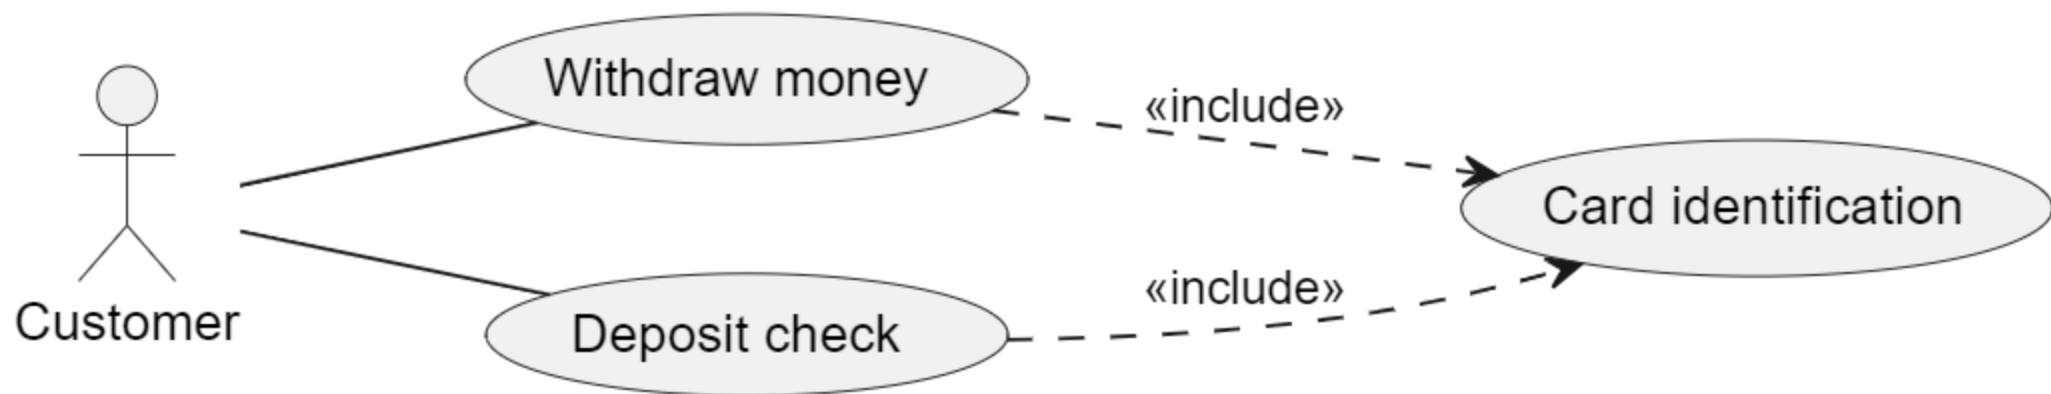 Withdraw money
«include»
Card identification
Customer
Deposit check
«include»